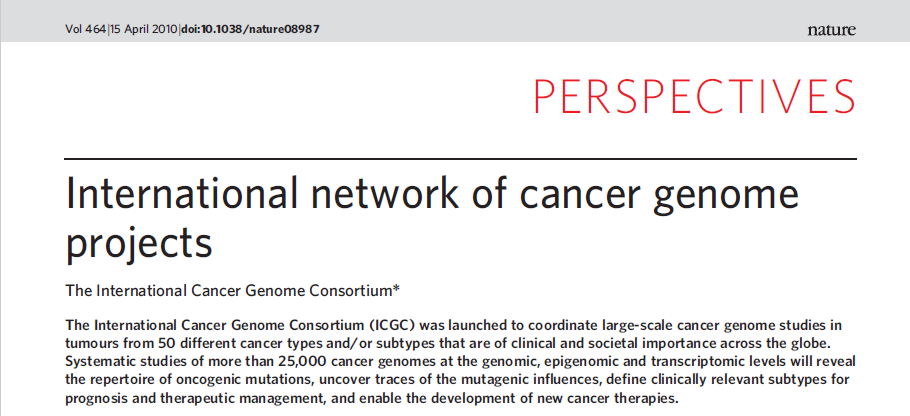 Vol 464|15 April 2010|doi:10.1038/nature08987
nature
PERSPECTIVES
International network of cancer genome
projects
The International Cancer Genome Consortium*
The International Cancer Genome Consortium (ICGC) was launched to coordinate large-scale cancer genome studies in
tumours from 50 different cancer types and/or subtypes that are of clinical and societal importance across the globe.
Systematic studies of more than 25,000 cancer genomes at the genomic, epigenomic and transcriptomic levels will reveal
the repertoire of oncogenic mutations, uncover traces of the mutagenic influences, define clinically relevant subtypes for
prognosis and therapeutic management, and enable the development of new cancer therapies.